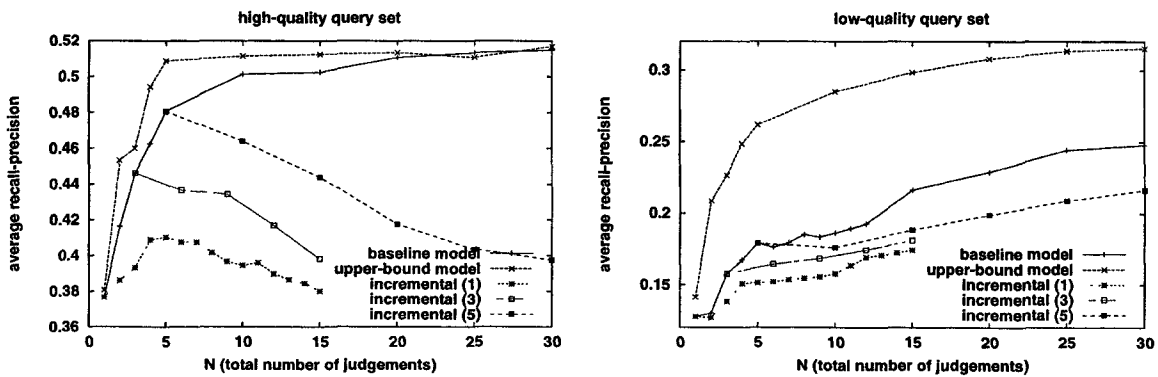 high-quality query set
0.52
0.5
0.48
0.46
0.44
0.42
0.4
0.38
0.36
average recall-precision
baseline model
upper-bound model
incremental (1)
incremental (3)
incremental (5)
0
5
10
15
20
25
30
N (total number of judgements)
low-quality query set
0.3
0.25
0.2
0.15
average recall-precision
baseline model
upper-bound model
incremental (1)
incremental (3)
incremental (5)
0
5
10
15
20
25
30
N (total number of judgements)